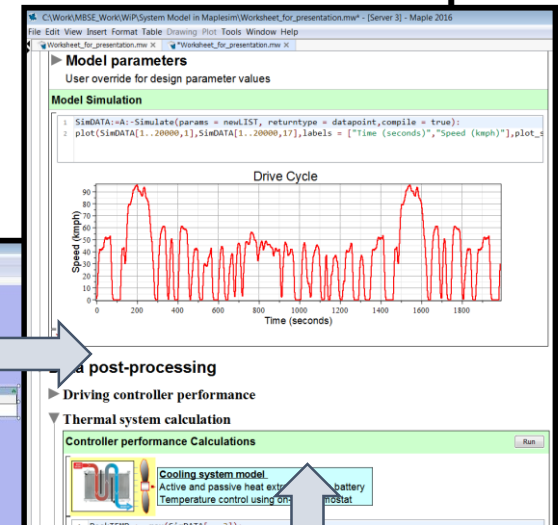 C:\Work\MBSE_Work\WiP\System Model in Maplesim\Worksheet_for_presentation.mw* - [Server 3] - Maple 2016
File Edit View Insert Format Table Drawing Plot Tools Window Help
Worksheet_for_presentation.mw × *Worksheet_for_presentation.mw ×
Model parameters
User override for design parameter values
Model Simulation
1 SimDATA:=A:-Simulate(params = newLIST, returntype = datapoint,compile = true):
2 plot(SimDATA[1..20000,1],SimDATA[1..20000,17],labels = ["Time (seconds)","Speed (kmph)"],plot_s
Drive Cycle
Speed (kmph)
90
80
70
60
50
40
30
20
10
0
0 200 400 600 800 1000 1200 1400 1600 1800
Time (seconds)
post-processing
Driving controller performance
Thermal system calculation
Controller performance Calculations
Run
Cooling system model
Active and passive heat battery
Temperature control using